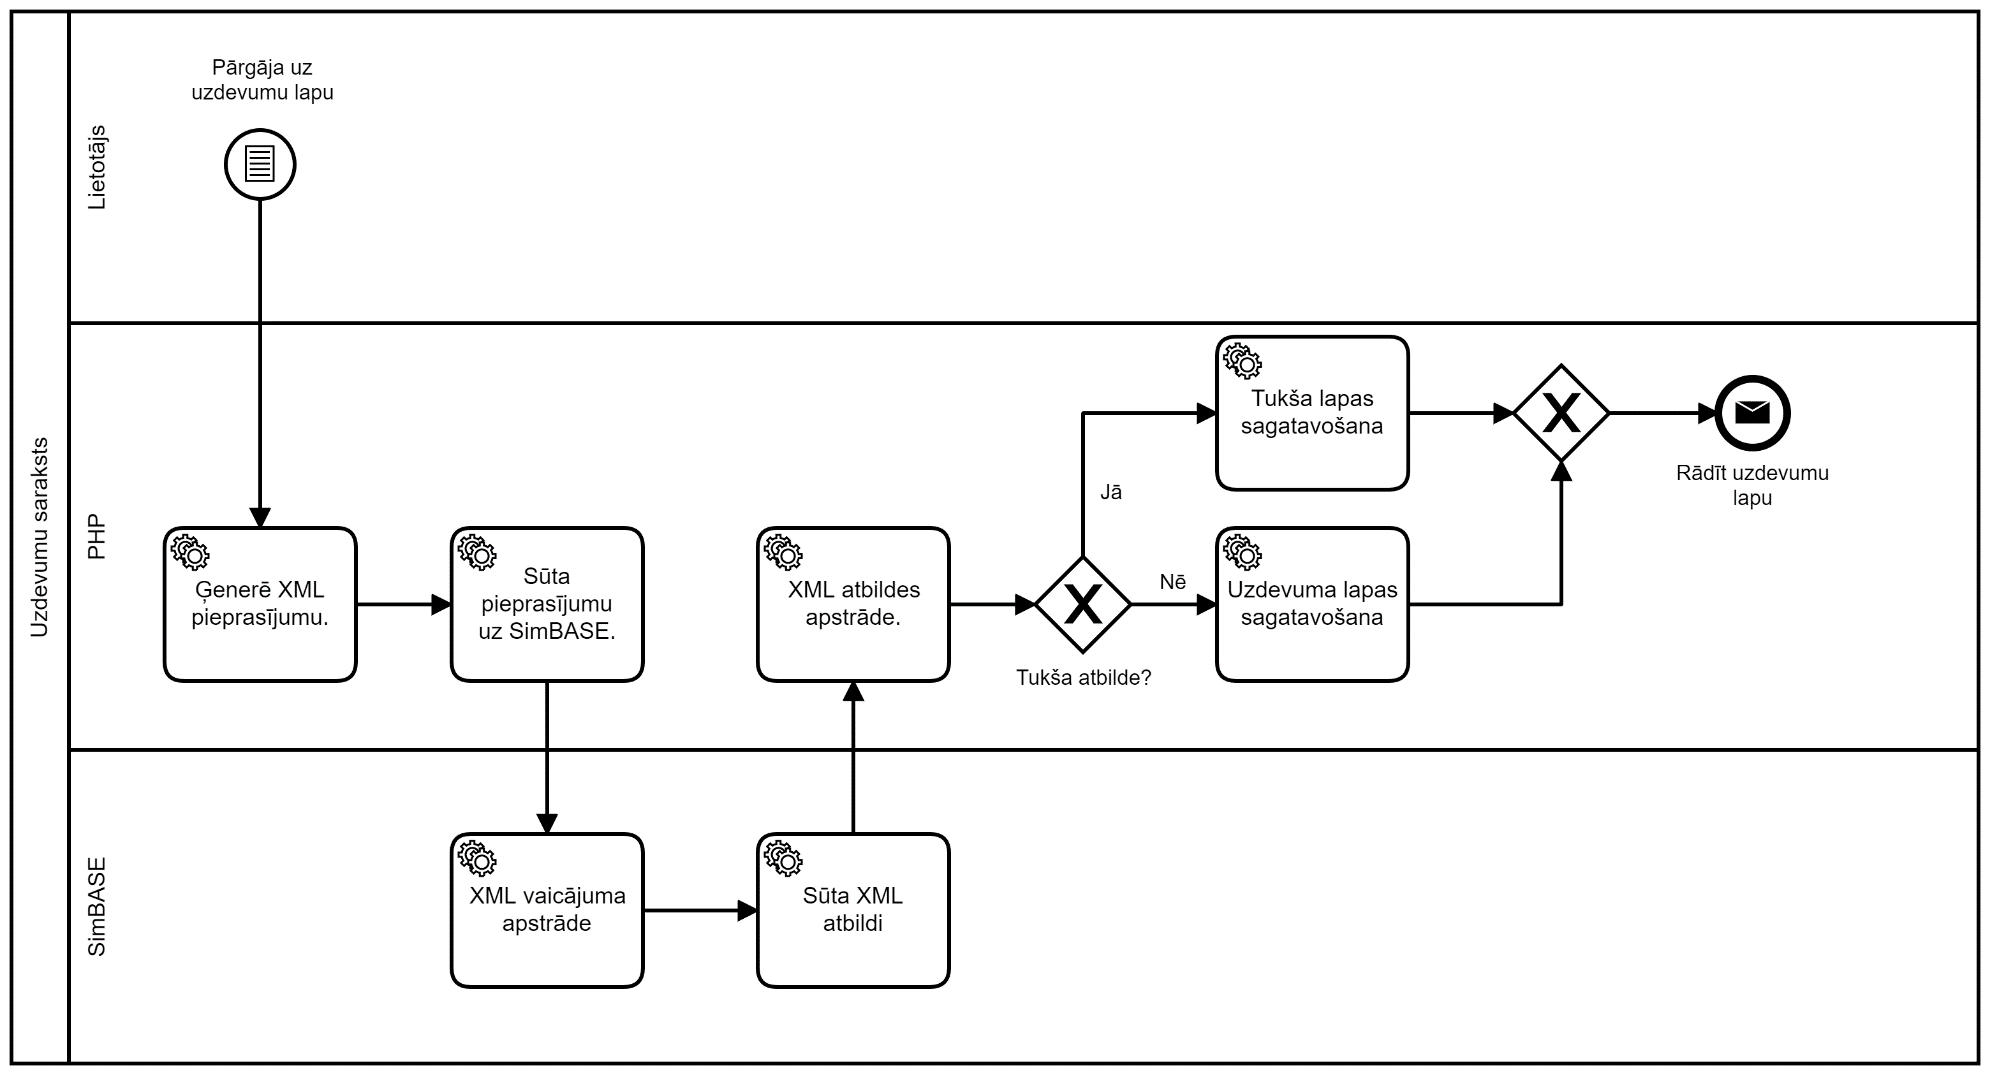 Uzdevumu saraksts
Lietotājs
Pārgāja uz
uzdevumu lapu
PHP
Ģenerē XML
pieprasījumu.
Sūta
pieprasījumu
uz SimBASE.
XML atbildes
apstrāde.
Tukša atbilde?
Jā
Nē
Tukša lapas
sagatavošana
Uzdevuma lapas
sagatavošana
Rādīt uzdevumu
lapu
SimBASE
XML vaicājuma
apstrāde
Sūta XML
atbildi